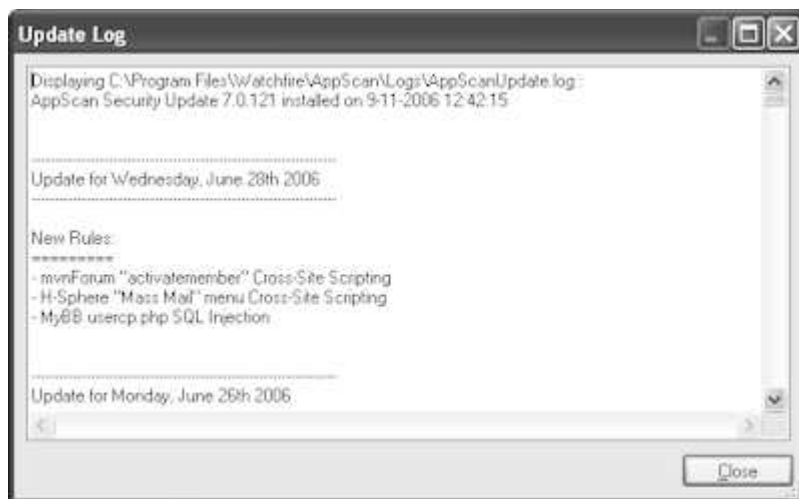 Update Log
Displaying C:\Program Files\Watchfire\AppScan\Logs\AppScanUpdate.log :
AppScan Security Update 7.0.121 installed on 9-11-2006 12:42:15
--------------------------------------------------------
Update for Wednesday, June 28th 2006
--------------------------------------------------------
New Rules:
=========
- mvnForum "activatemember" Cross-Site Scripting
- H-Sphere "Mass Mail" menu Cross-Site Scripting
- MyBB usercp.php SQL Injection
--------------------------------------------------------
Update for Monday, June 26th 2006
Close